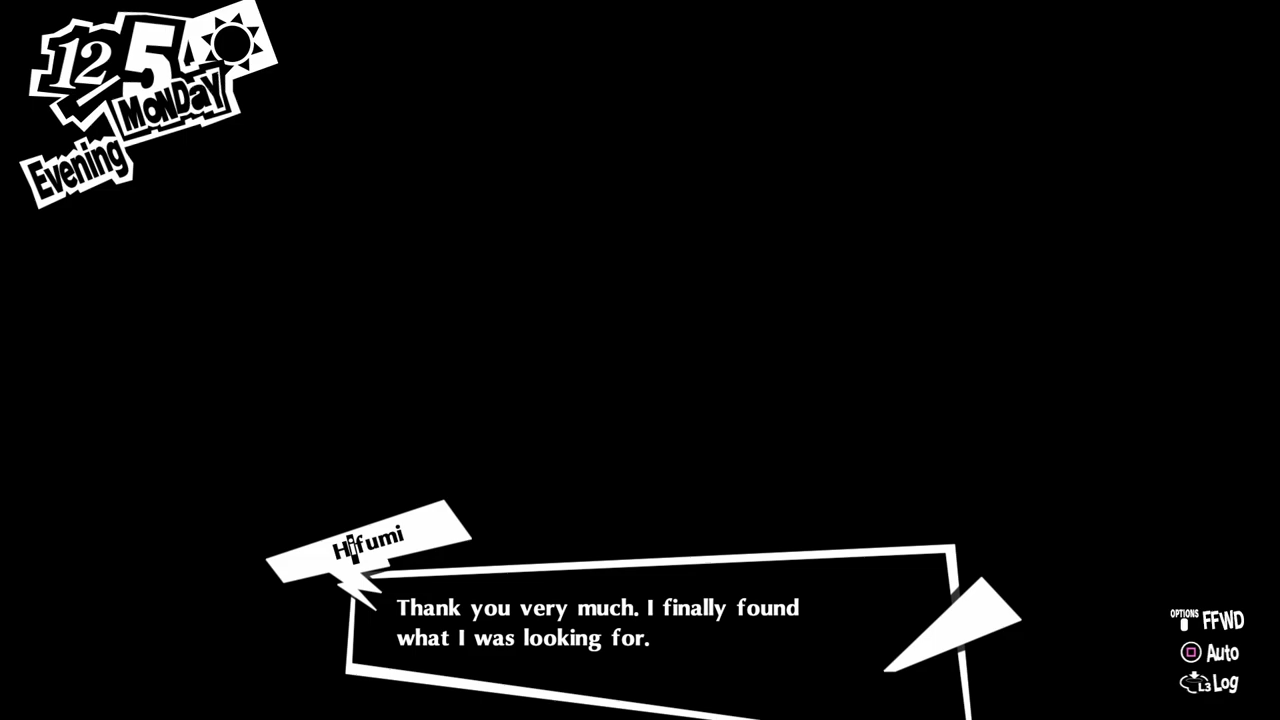 12 5
MONDAY
Evening
Hifumi
Thank you very much. I finally found
what I was looking for.
OPTIONS FFWD
Auto
L3 Log